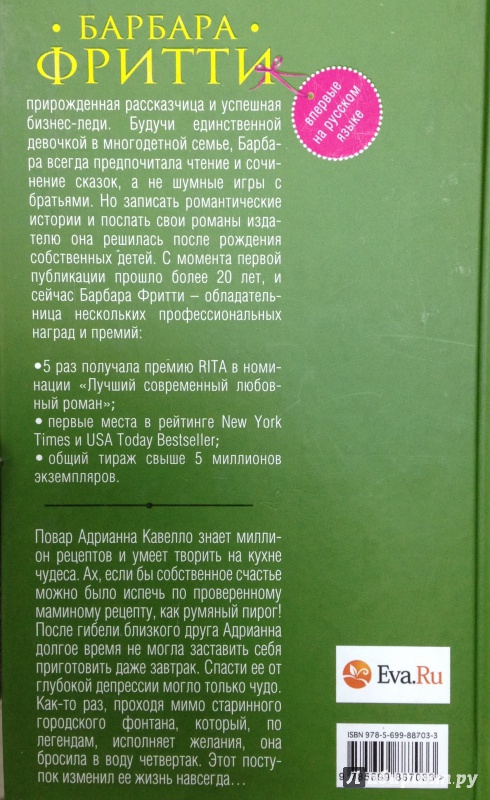 • БАРБАРА •
ФРИТТИ
впервые
на русском
языке
прирожденная рассказчица и успешная
бизнес-леди. Будучи единственной
девочкой в многодетной семье, Барба-
ра всегда предпочитала чтение и сочи-
нение сказок, а не шумные игры с
братьями. Но записать романтические
истории и послать свои романы изда-
телю она решилась после рождения
собственных детей. С момента первой
публикации прошло более 20 лет, и
сейчас Барбара Фритти – обладатель-
ница нескольких профессиональных
наград и премий:
•5 раз получала премию RITA в номи-
нации «Лучший современный любов-
ный роман»;
• первые места в рейтинге New York
Times и USA Today Bestseller;
• общий тираж свыше 5 миллионов
экземпляров.
Повар Адрианна Кавелло знает милли-
он рецептов и умеет творить на кухне
чудеса. Ах, если бы собственное счастье
можно было испечь по проверенному
маминому рецепту, как румяный пирог!
После гибели близкого друга Адрианна
долгое время не могла заставить себя
приготовить даже завтрак. Спасти ее от
глубокой депрессии могло только чудо.
Как-то раз, проходя мимо старинного
городского фонтана, который, по
легендам, исполняет желания, она
бросила в воду четвертак. Этот посту-
пок изменил ее жизнь навсегда...
Eva.Ru
ISBN 978-5-699-88703-3